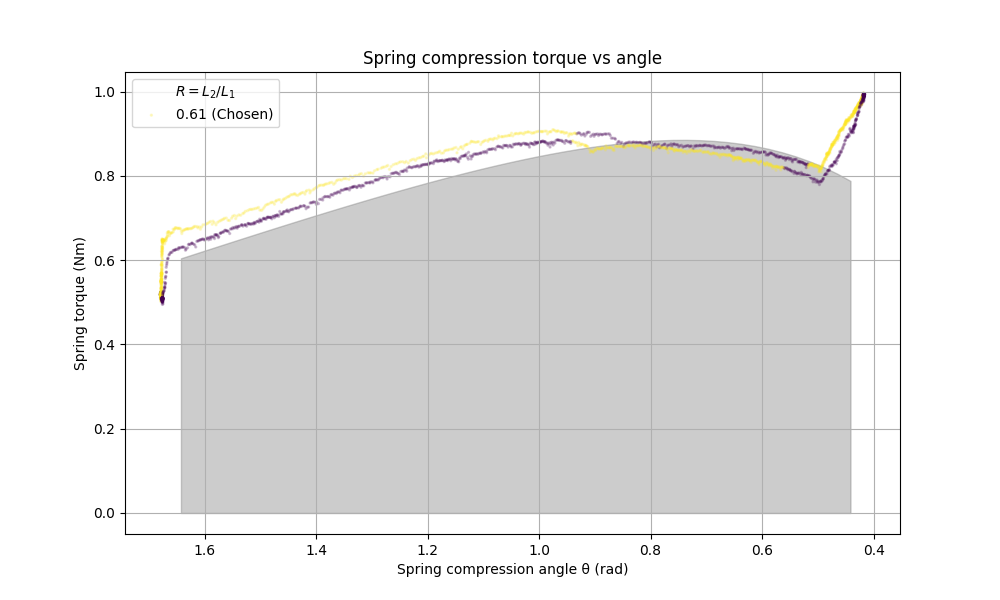 Spring compression torque vs angle
R = L₂/L₁
0.61 (Chosen)
Spring torque (Nm)
1.0
0.8
0.6
0.4
0.2
0.0
1.6 1.4 1.2 1.0 0.8 0.6 0.4
Spring compression angle θ (rad)